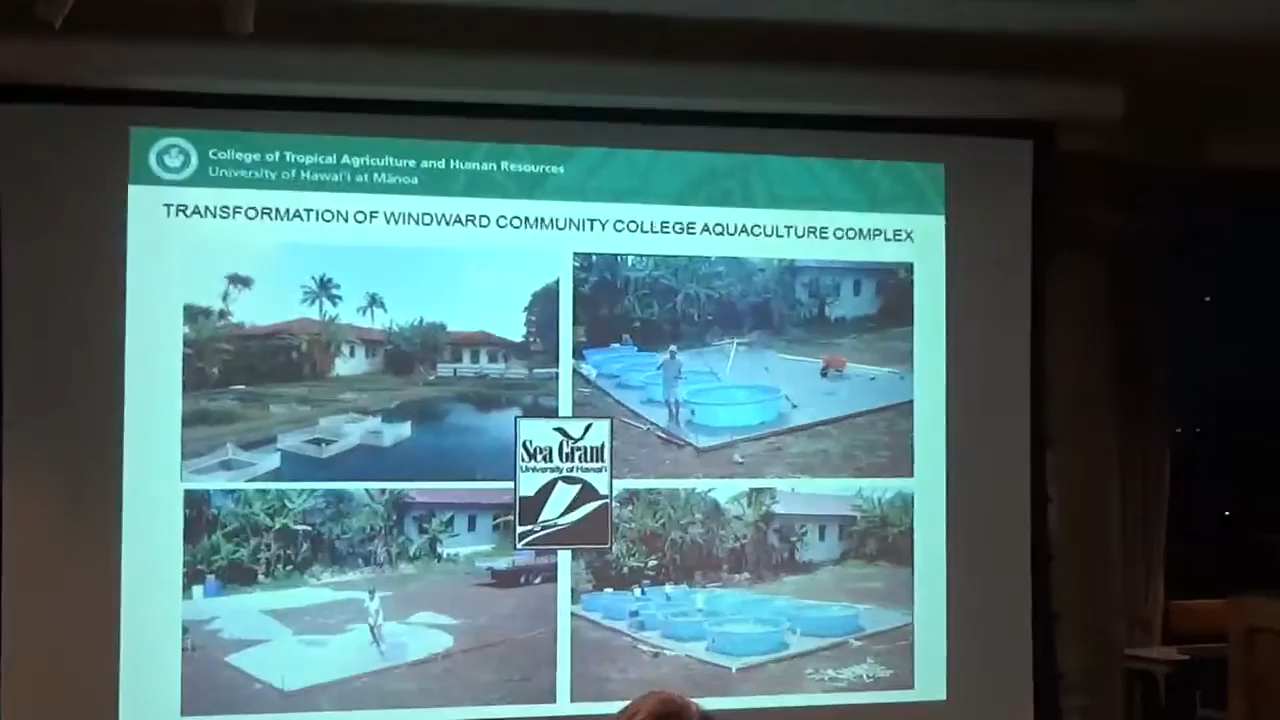 College of Tropical Agriculture and Human Resources
University of Hawai'i at Mānoa
TRANSFORMATION OF WINDWARD COMMUNITY COLLEGE AQUACULTURE COMPLEX
Sea Grant
University of Hawai'i